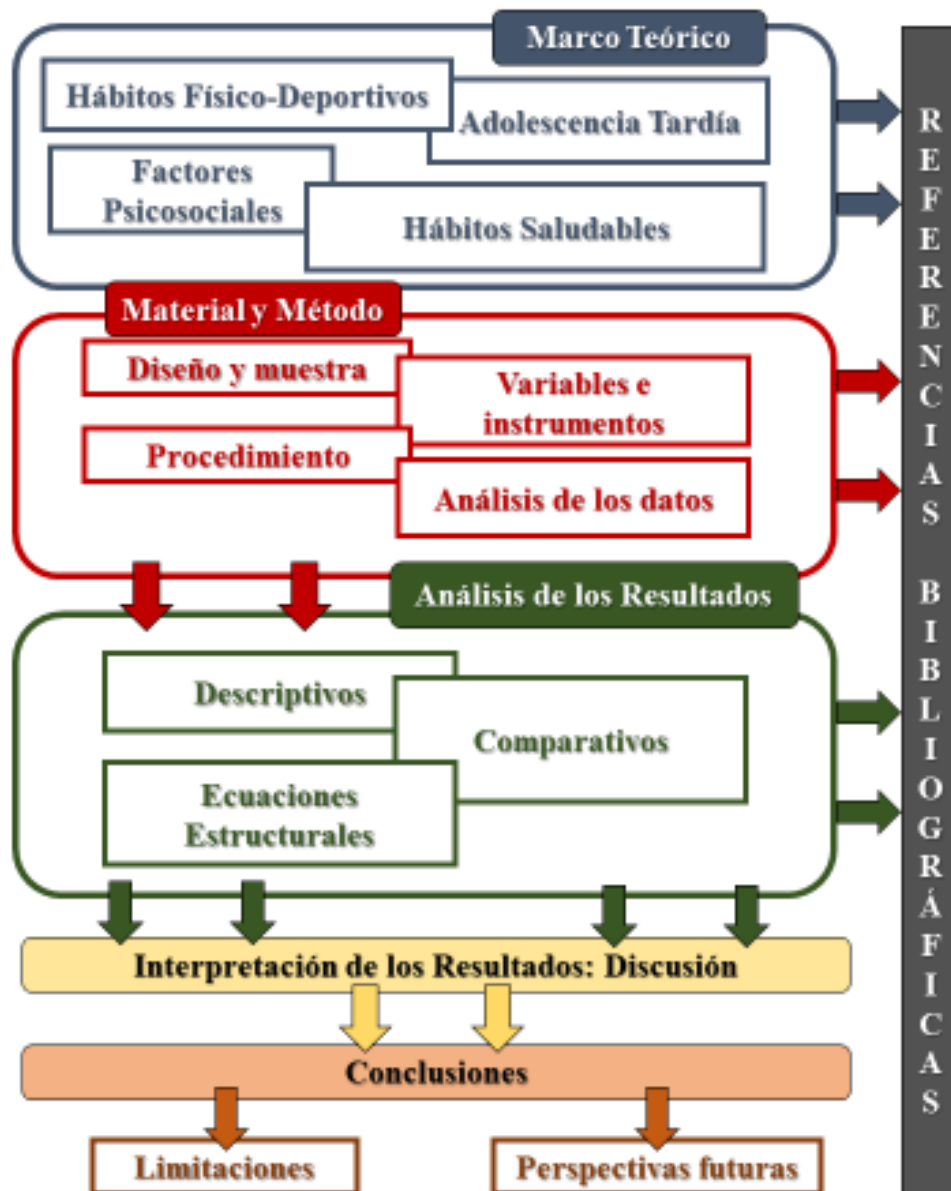 Marco Teórico
Hábitos Físico-Deportivos
Adolescencia Tardía
Factores
Psicosociales
Hábitos Saludables
Material y Método
Diseño y muestra
Variables e
instrumentos
Procedimiento
Análisis de los datos
Análisis de los Resultados
Descriptivos
Comparativos
Ecuaciones
Estructurales
Interpretación de los Resultados: Discusión
Conclusiones
Limitaciones
Perspectivas futuras
REFERENCIAS BIBLIOGRÁFICAS